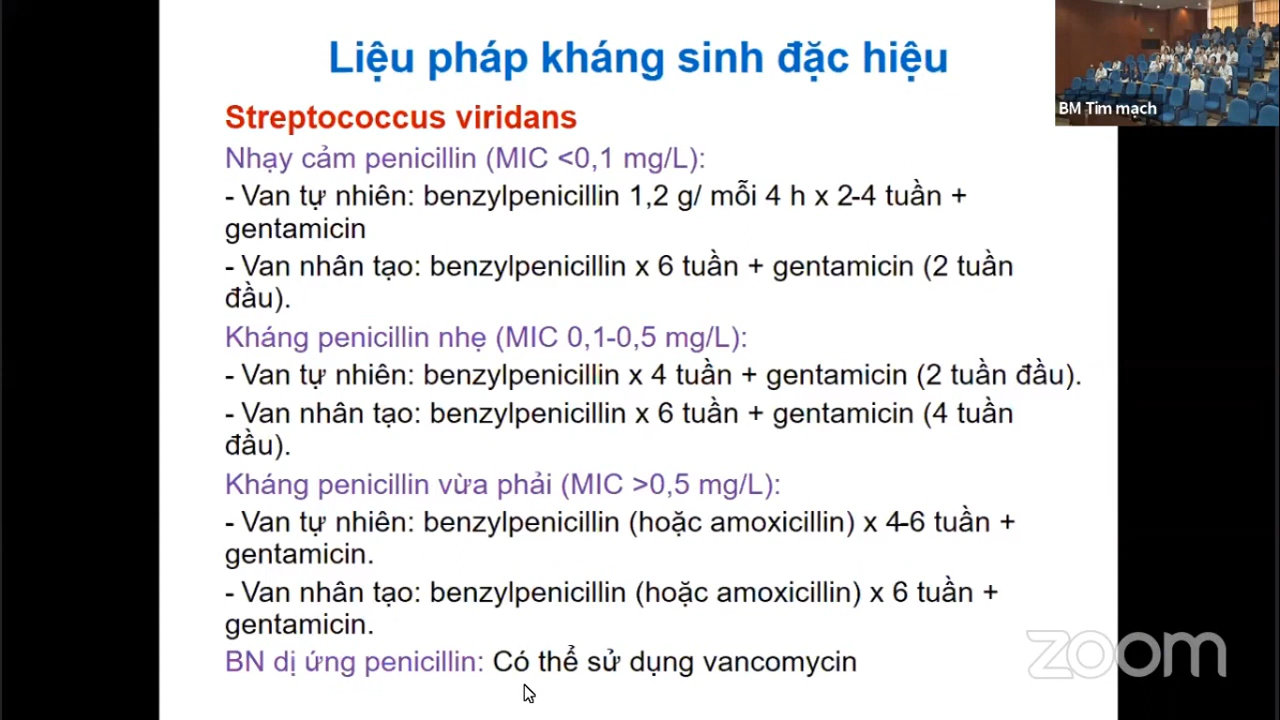 Liệu pháp kháng sinh đặc hiệu
BM Tim mạch
Streptococcus viridans
Nhạy cảm penicillin (MIC <0,1 mg/L):
- Van tự nhiên: benzylpenicillin 1,2 g/ mỗi 4 h x 2-4 tuần +
gentamicin
- Van nhân tạo: benzylpenicillin x 6 tuần + gentamicin (2 tuần
đầu).
Kháng penicillin nhẹ (MIC 0,1-0,5 mg/L):
- Van tự nhiên: benzylpenicillin x 4 tuần + gentamicin (2 tuần đầu).
- Van nhân tạo: benzylpenicillin x 6 tuần + gentamicin (4 tuần
đầu).
Kháng penicillin vừa phải (MIC >0,5 mg/L):
- Van tự nhiên: benzylpenicillin (hoặc amoxicillin) x 4-6 tuần +
gentamicin.
- Van nhân tạo: benzylpenicillin (hoặc amoxicillin) x 6 tuần +
gentamicin.
BN dị ứng penicillin: Có thể sử dụng vancomycin
zoom